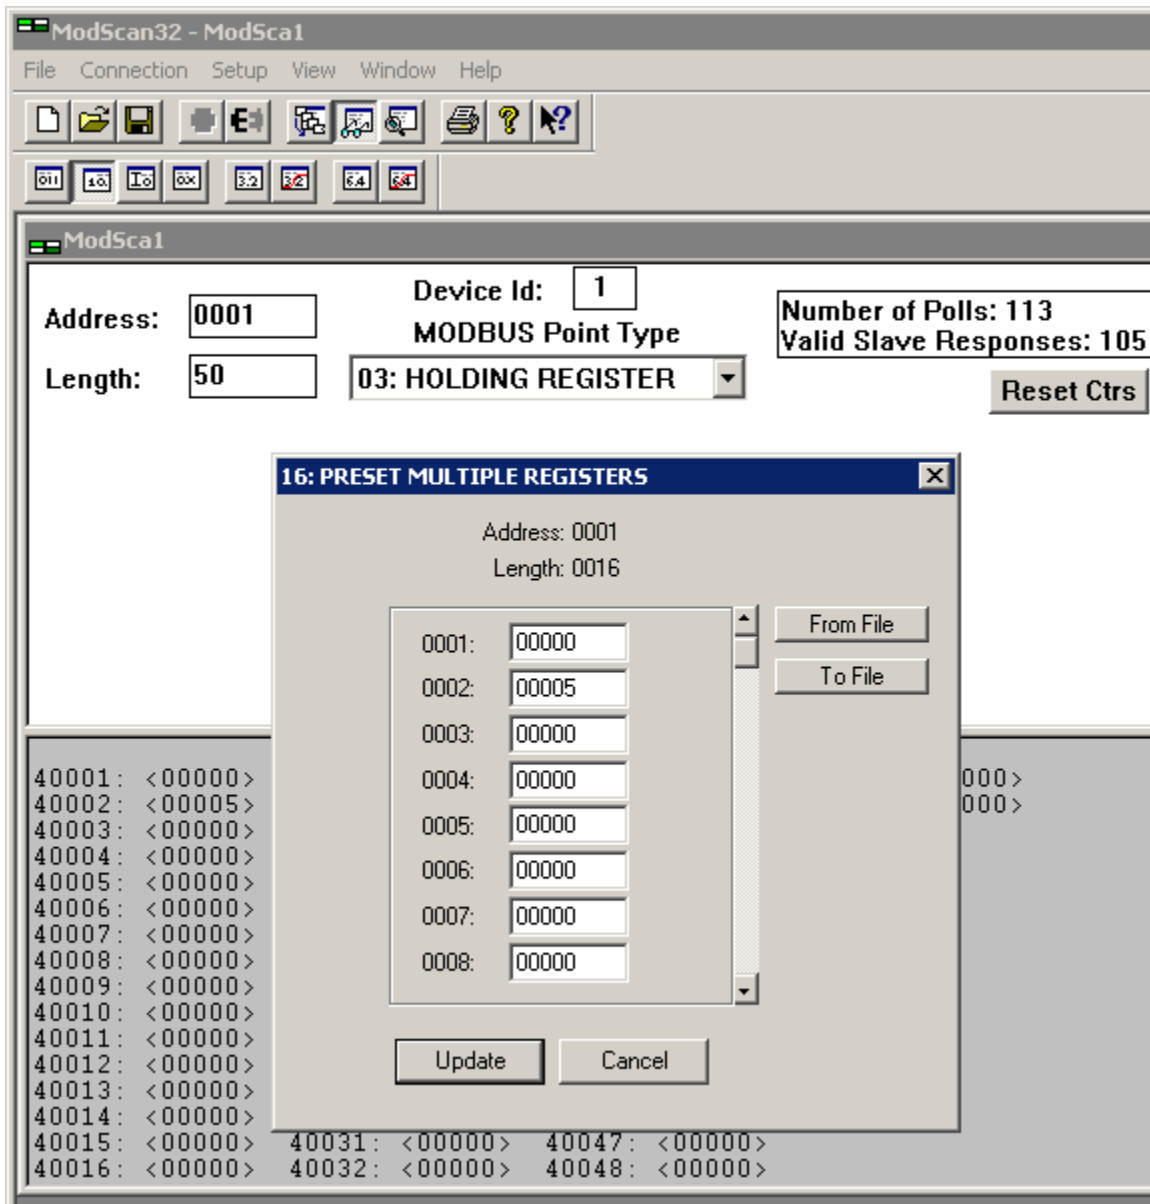 ModScan32 - ModSca1
File Connection Setup View Window Help
ModSca1
Address: 0001
Device Id: 1
MODBUS Point Type
Number of Polls: 113
Valid Slave Responses: 105
Length: 50
03: HOLDING REGISTER
Reset Ctrs
16: PRESET MULTIPLE REGISTERS
Address: 0001
Length: 0016
0001: 00000
0002: 00005
0003: 00000
0004: 00000
0005: 00000
0006: 00000
0007: 00000
0008: 00000
From File
To File
Update Cancel
40001: <00000> 000>
40002: <00005> 000>
40003: <00000>
40004: <00000>
40005: <00000>
40006: <00000>
40007: <00000>
40008: <00000>
40009: <00000>
40010: <00000>
40011: <00000>
40012: <00000>
40013: <00000>
40014: <00000>
40015: <00000> 40031: <00000> 40047: <00000>
40016: <00000> 40032: <00000> 40048: <00000>